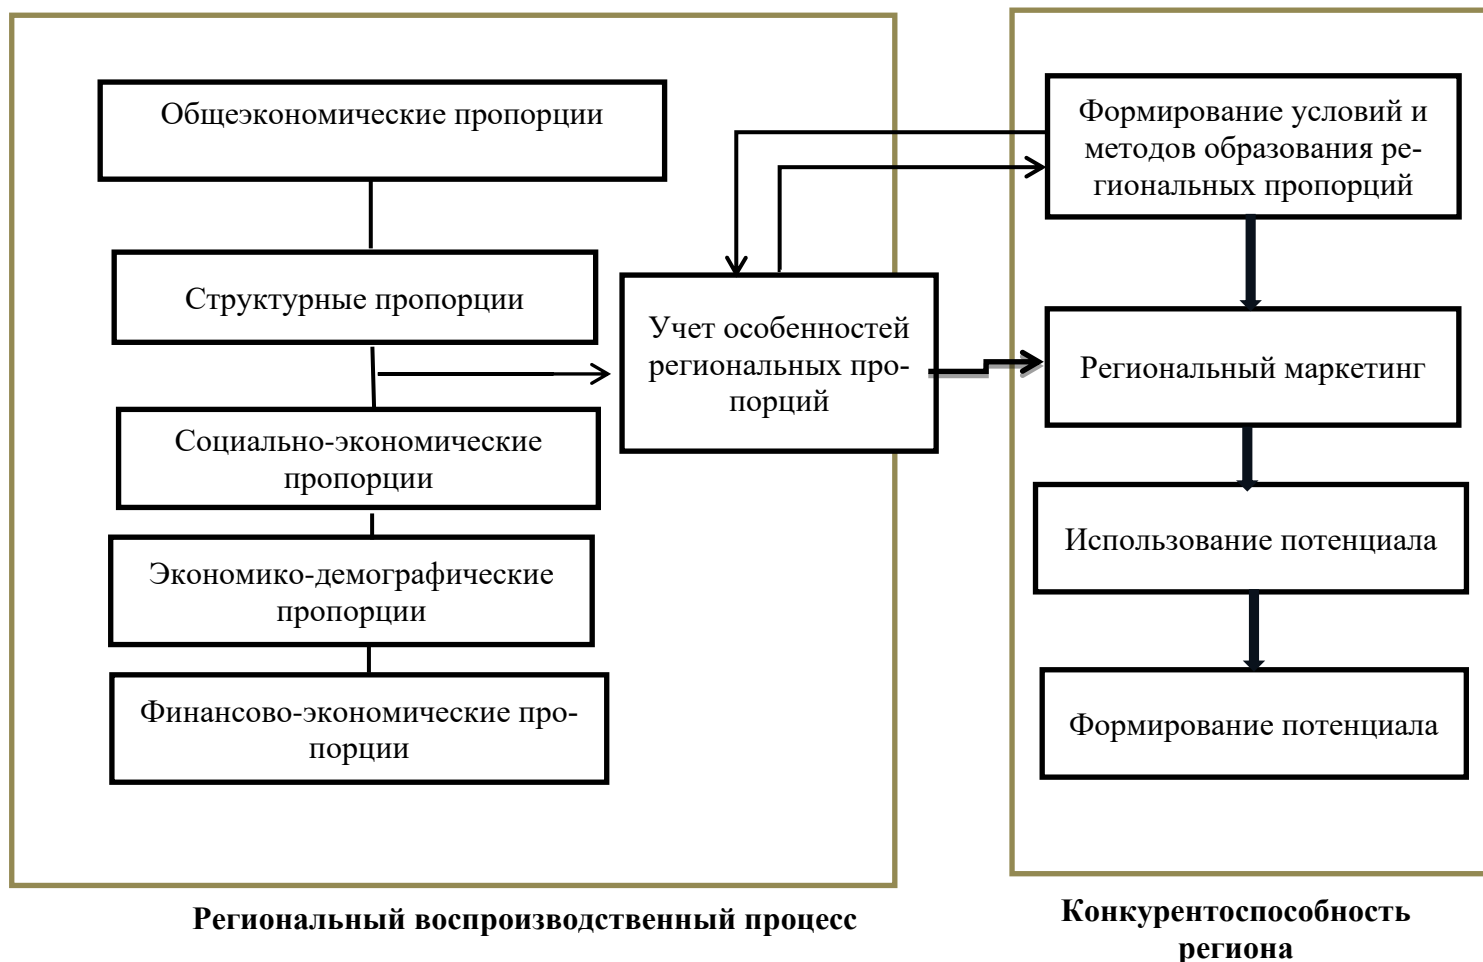 Общеэкономические пропорции
Структурные пропорции
Социально-экономические
пропорции
Экономико-демографические
пропорции
Финансово-экономические про-
порции
Учет особенностей
региональных про-
порций
Формирование условий и
методов образования ре-
гиональных пропорций
Региональный маркетинг
Использование потенциала
Формирование потенциала
Региональный воспроизводственный процесс
Конкурентоспособность
региона